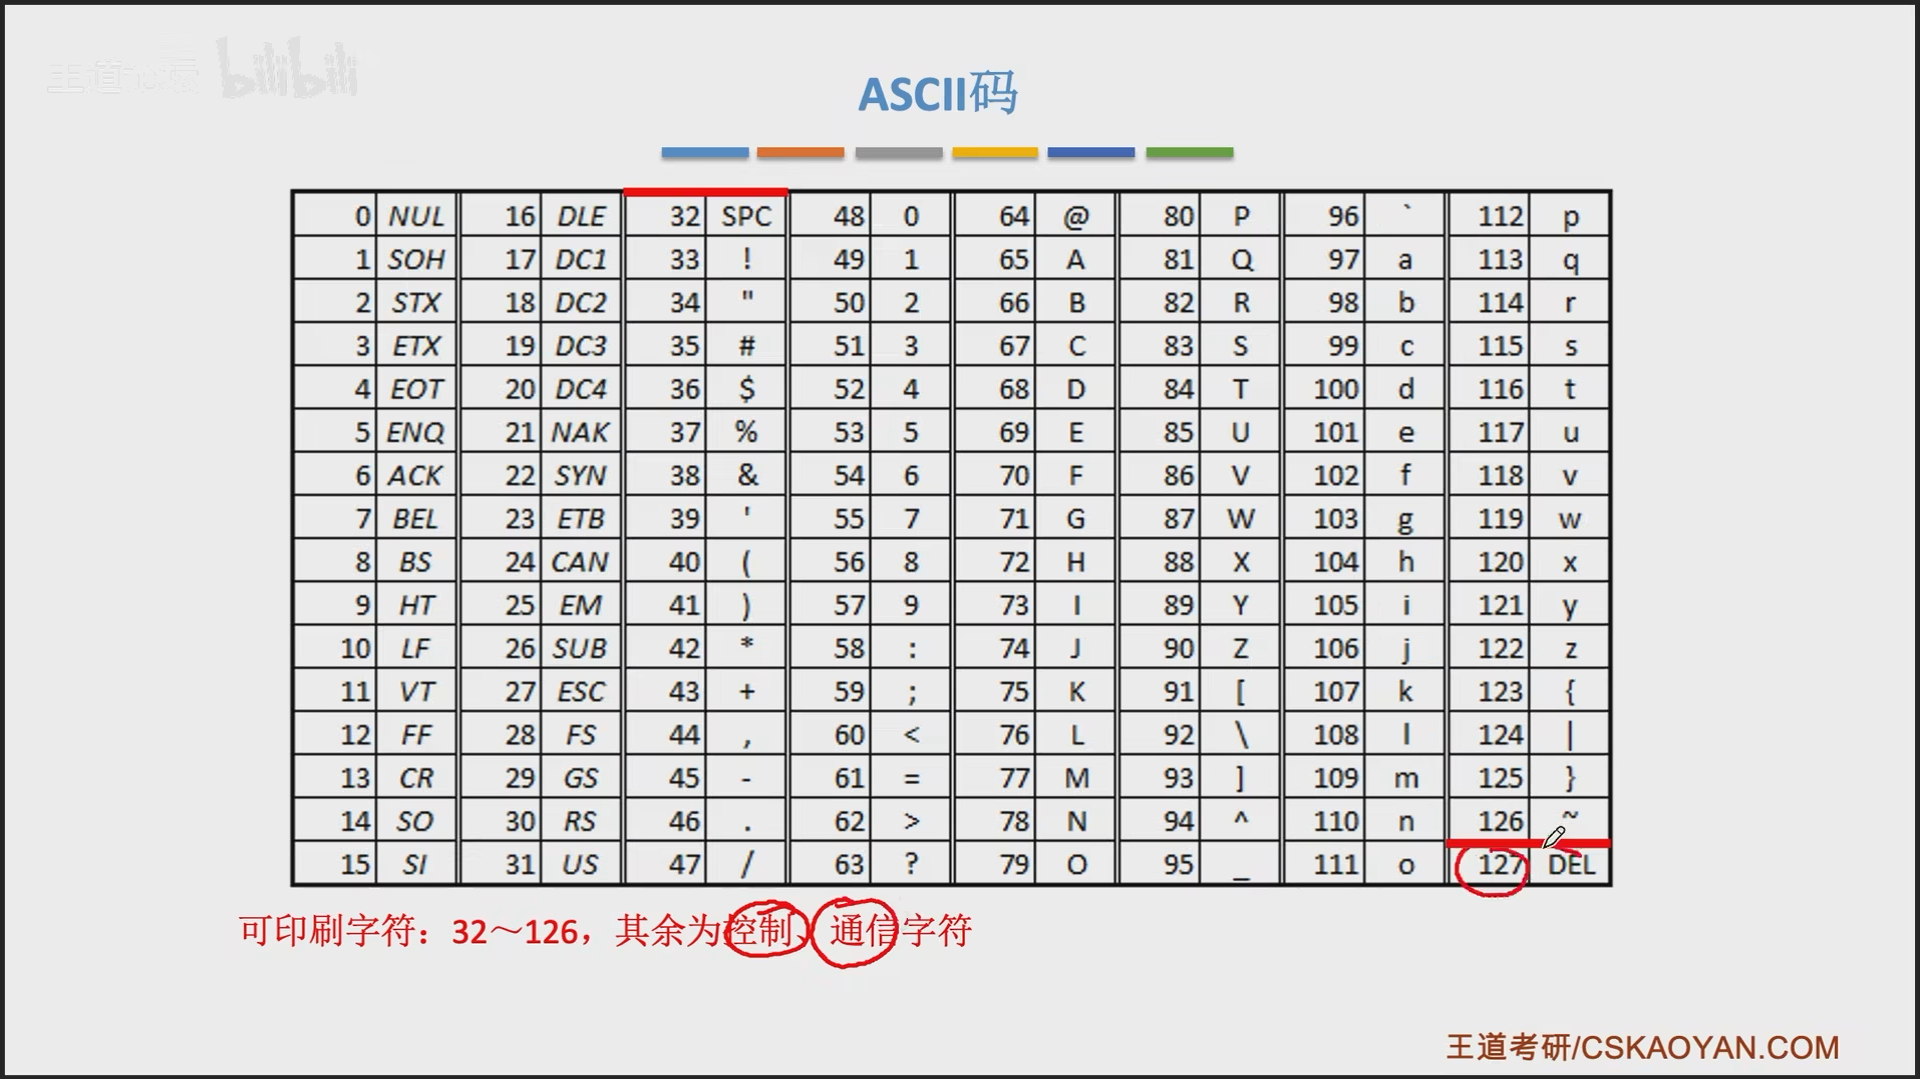 bilibili
ASCII码
0 NUL 16 DLE 32 SPC 48 0 64 @ 80 P 96 ` 112 p
1 SOH 17 DC1 33 ! 49 1 65 A 81 Q 97 a 113 q
2 STX 18 DC2 34 " 50 2 66 B 82 R 98 b 114 r
3 ETX 19 DC3 35 # 51 3 67 C 83 S 99 c 115 s
4 EOT 20 DC4 36 $ 52 4 68 D 84 T 100 d 116 t
5 ENQ 21 NAK 37 % 53 5 69 E 85 U 101 e 117 u
6 ACK 22 SYN 38 & 54 6 70 F 86 V 102 f 118 v
7 BEL 23 ETB 39 ' 55 7 71 G 87 W 103 g 119 w
8 BS 24 CAN 40 ( 56 8 72 H 88 X 104 h 120 x
9 HT 25 EM 41 ) 57 9 73 I 89 Y 105 i 121 y
10 LF 26 SUB 42 * 58 : 74 J 90 Z 106 j 122 z
11 VT 27 ESC 43 + 59 ; 75 K 91 [ 107 k 123 {
12 FF 28 FS 44 , 60 < 76 L 92 \ 108 l 124 |
13 CR 29 GS 45 - 61 = 77 M 93 ] 109 m 125 }
14 SO 30 RS 46 . 62 > 78 N 94 ^ 110 n 126 ~
15 SI 31 US 47 / 63 ? 79 O 95 _ 111 o 127 DEL
可印刷字符：32～126，其余为控制、通信字符
王道考研/CSKAOYAN.COM